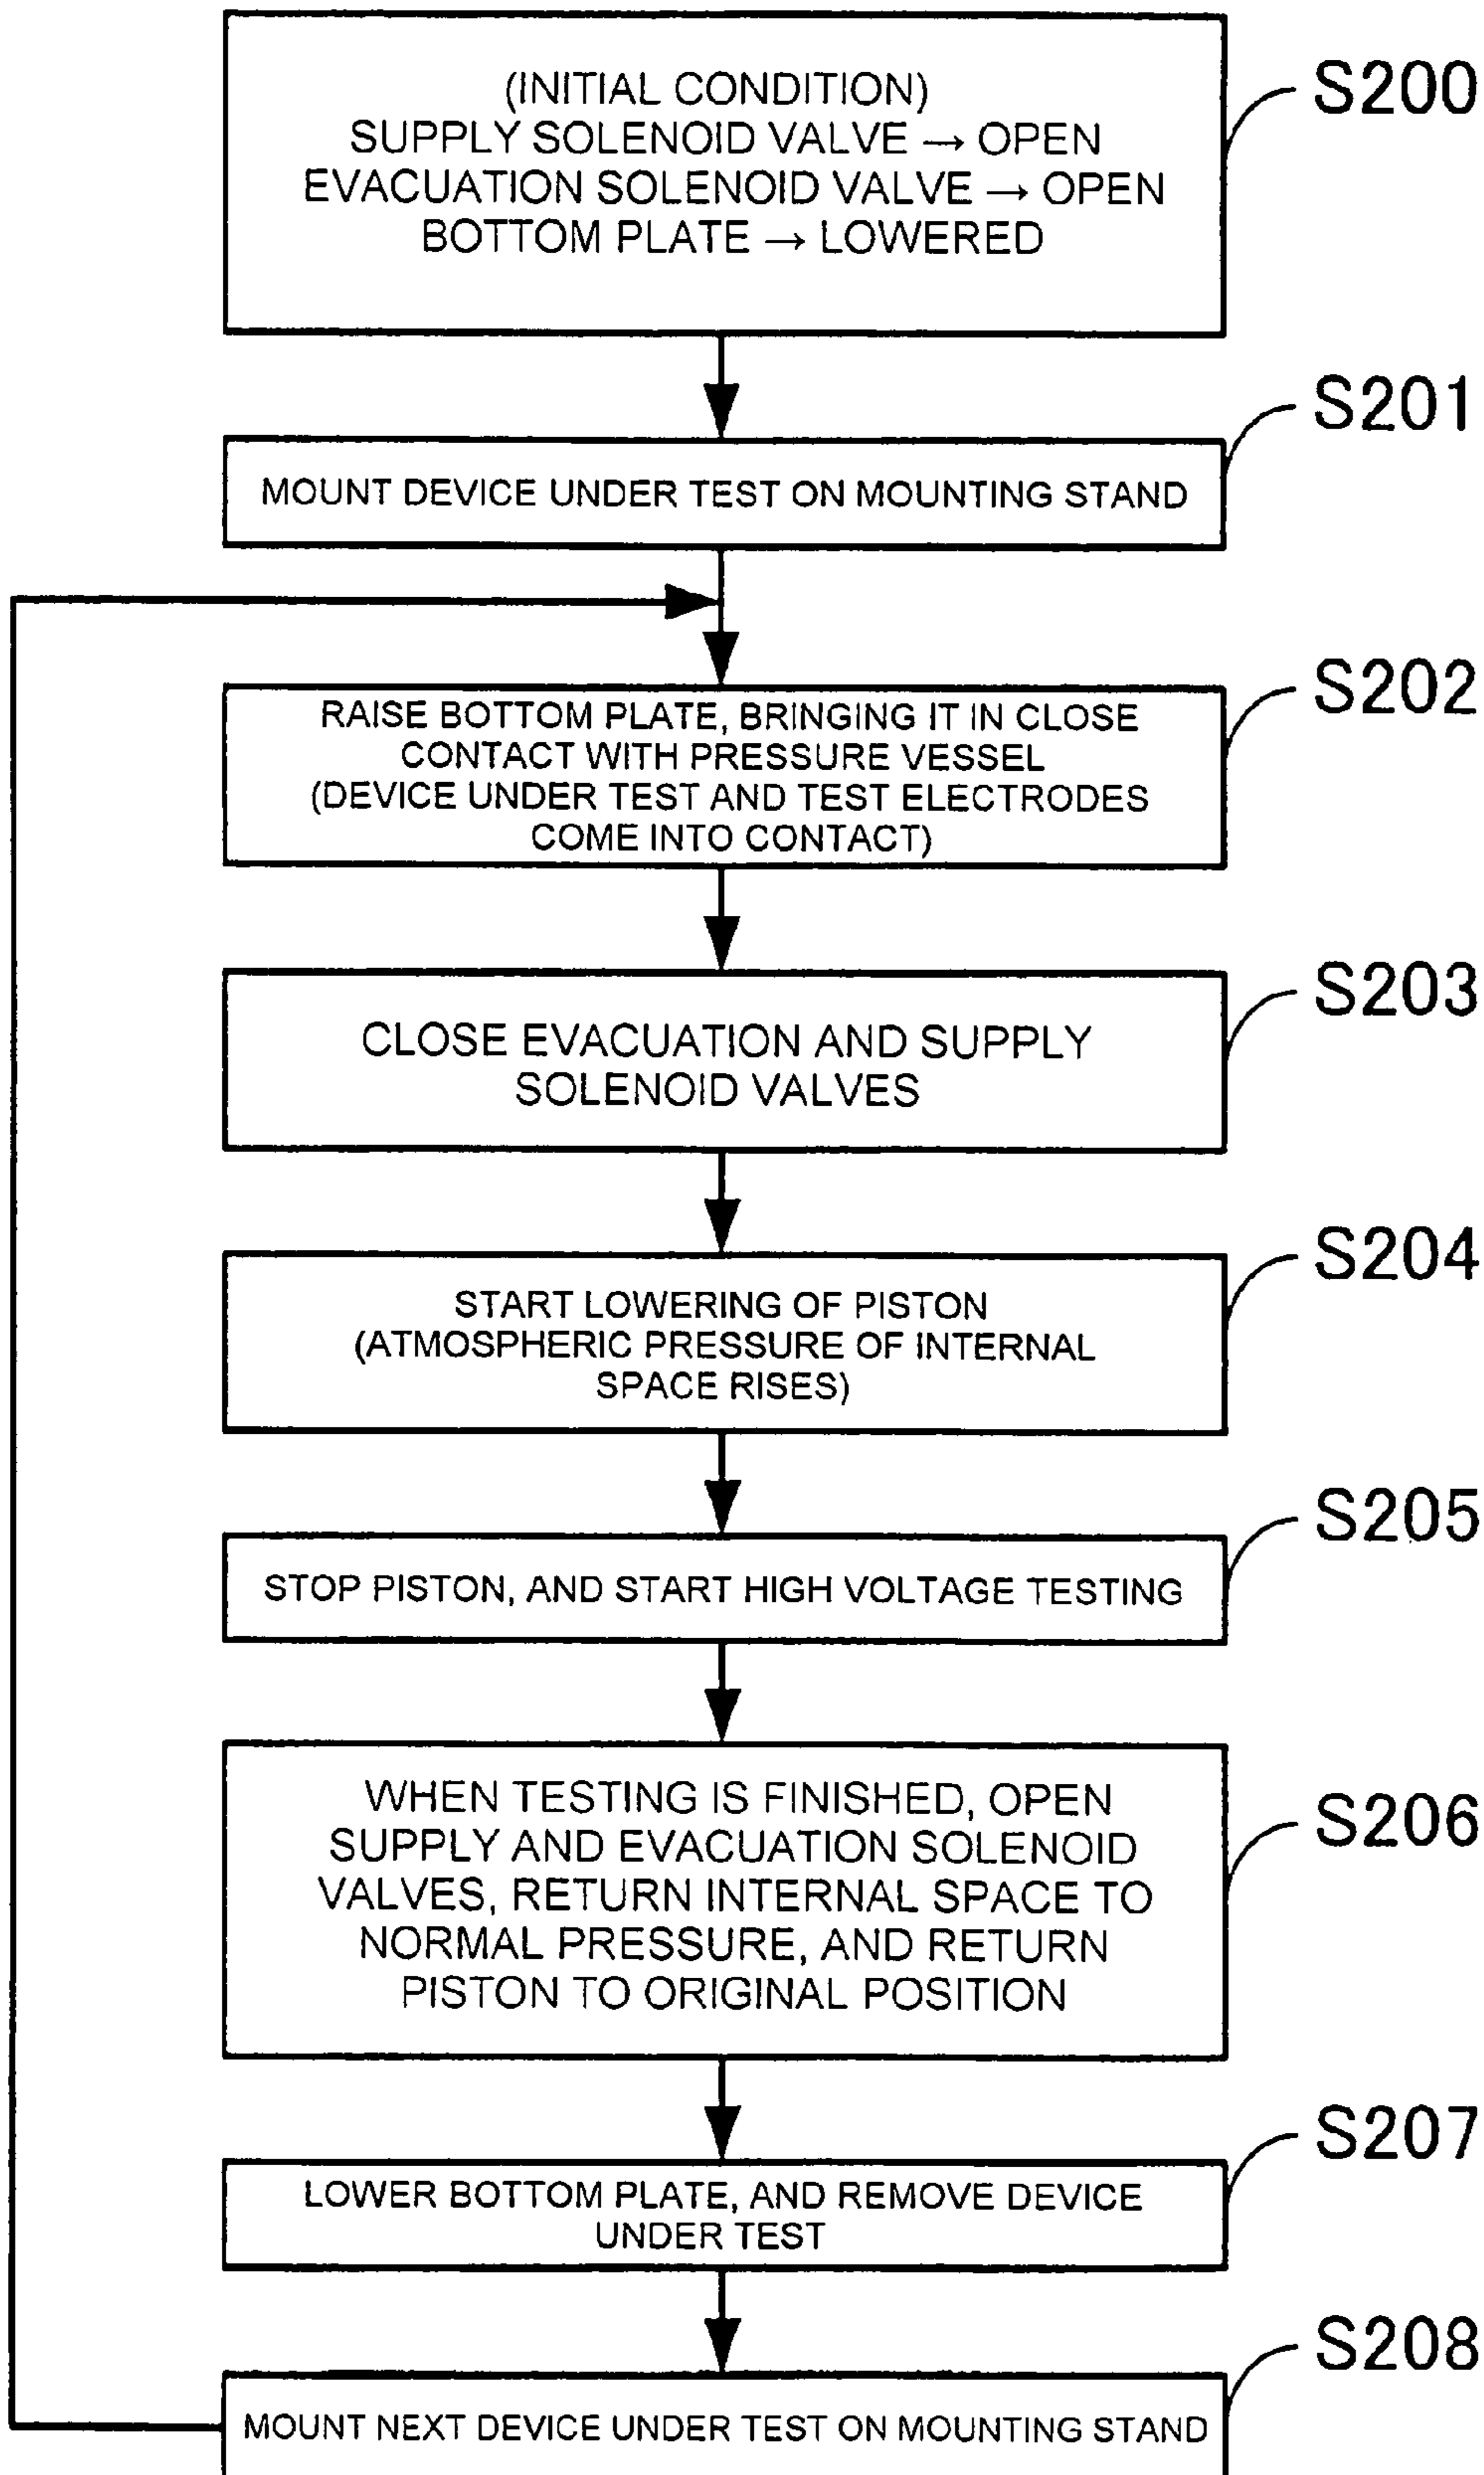 (INITIAL CONDITION)
SUPPLY SOLENOID VALVE → OPEN
EVACUATION SOLENOID VALVE → OPEN
BOTTOM PLATE → LOWERED
S200
MOUNT DEVICE UNDER TEST ON MOUNTING STAND
S201
RAISE BOTTOM PLATE, BRINGING IT IN CLOSE
CONTACT WITH PRESSURE VESSEL
(DEVICE UNDER TEST AND TEST ELECTRODES
COME INTO CONTACT)
S202
CLOSE EVACUATION AND SUPPLY
SOLENOID VALVES
S203
START LOWERING OF PISTON
(ATMOSPHERIC PRESSURE OF INTERNAL
SPACE RISES)
S204
STOP PISTON, AND START HIGH VOLTAGE TESTING
S205
WHEN TESTING IS FINISHED, OPEN
SUPPLY AND EVACUATION SOLENOID
VALVES, RETURN INTERNAL SPACE TO
NORMAL PRESSURE, AND RETURN
PISTON TO ORIGINAL POSITION
S206
LOWER BOTTOM PLATE, AND REMOVE DEVICE
UNDER TEST
S207
MOUNT NEXT DEVICE UNDER TEST ON MOUNTING STAND
S208